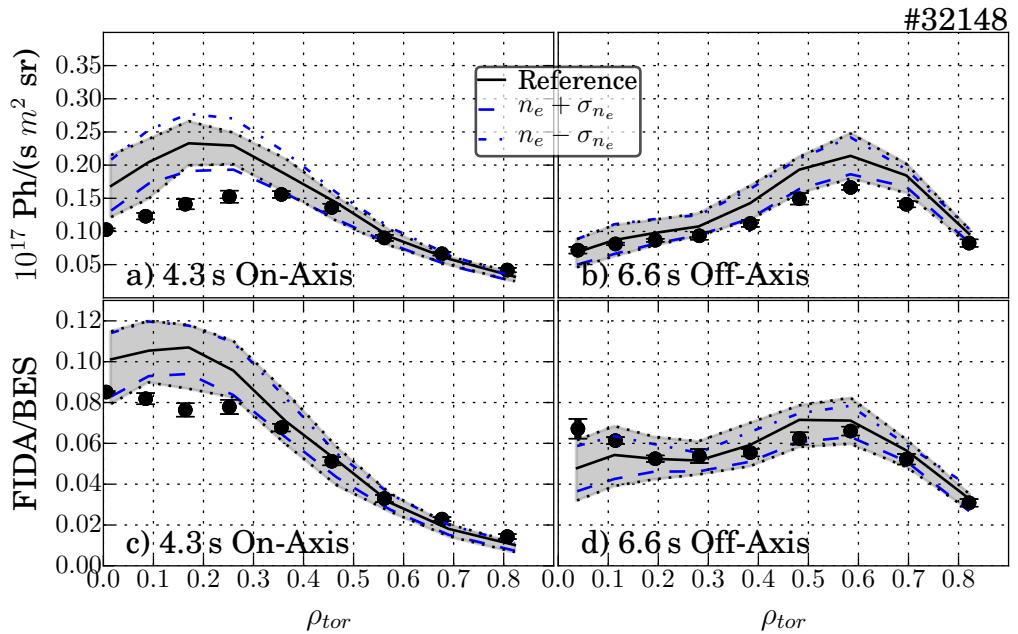 #32148
10^17 Ph/(s m^2 sr)
0.35
0.30
0.25
0.20
0.15
0.10
0.05
Reference
n_e + σ_{n_e}
n_e − σ_{n_e}
a) 4.3 s On-Axis
b) 6.6 s Off-Axis
FIDA/BES
0.12
0.10
0.08
0.06
0.04
0.02
0.00
c) 4.3 s On-Axis
d) 6.6 s Off-Axis
0.0 0.1 0.2 0.3 0.4 0.5 0.6 0.7 0.8 0.0 0.1 0.2 0.3 0.4 0.5 0.6 0.7 0.8
ρ_tor ρ_tor